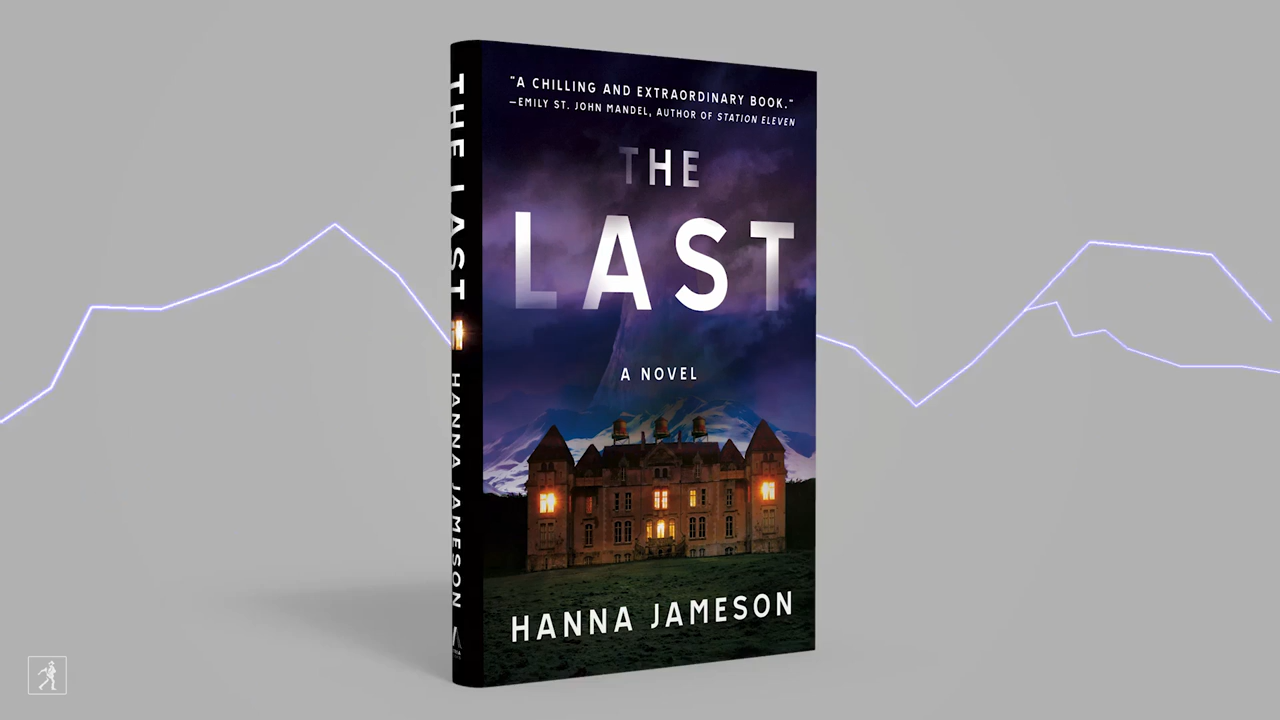 THE LAST
HANNA JAMESON
"A CHILLING AND EXTRAORDINARY BOOK."
—EMILY ST. JOHN MANDEL, AUTHOR OF STATION ELEVEN
THE
LAST
A NOVEL
HANNA JAMESON